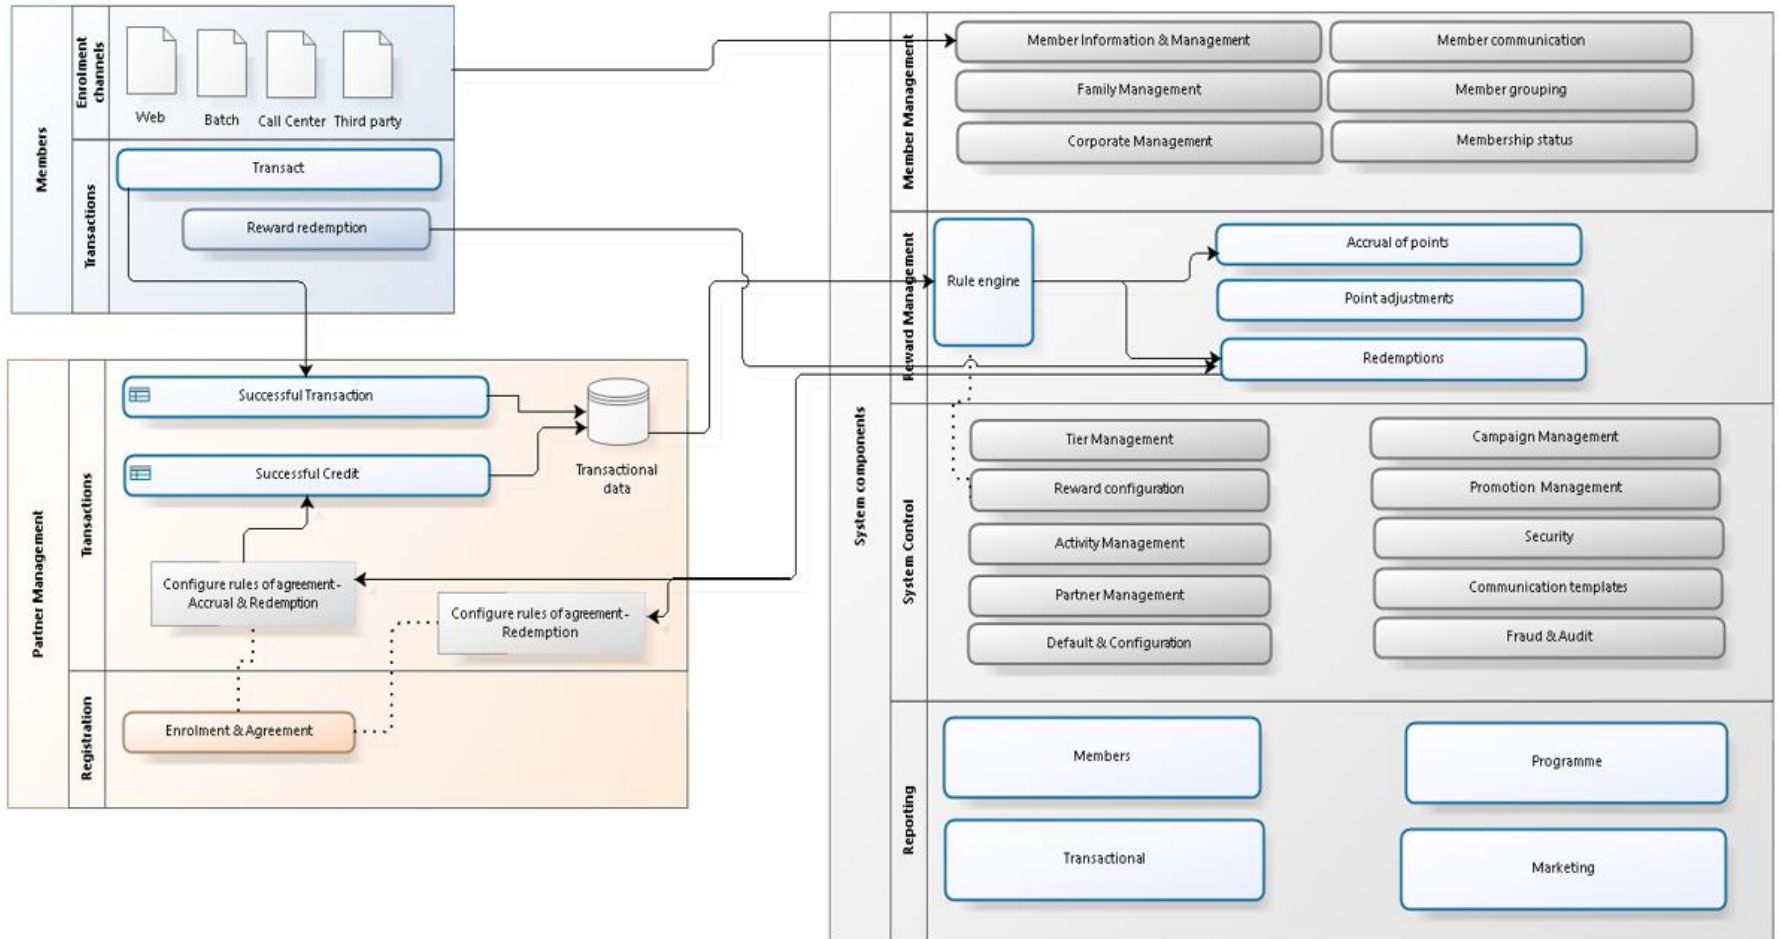 Members
Enrolment
channels
Web
Batch
Call Center
Third party
Transactions
Transact
Reward redemption
Partner Management
Transactions
Successful Transaction
Successful Credit
Transactional
data
Configure rules of agreement-
Accrual & Redemption
Configure rules of agreement-
Redemption
Registration
Enrolment & Agreement
System components
Member Management
Member Information & Management
Member communication
Family Management
Member grouping
Corporate Management
Membership status
Reward Management
Rule engine
Accrual of points
Point adjustments
Redemptions
System Control
Tier Management
Campaign Management
Reward configuration
Promotion Management
Activity Management
Security
Partner Management
Communication templates
Default & Configuration
Fraud & Audit
Reporting
Members
Programme
Transactional
Marketing